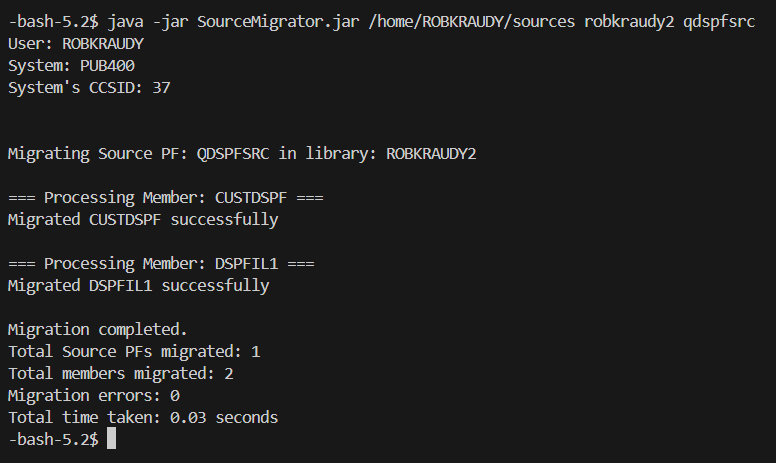 -bash-5.2$ java -jar SourceMigrator.jar /home/ROBKRAUDY/sources robkraudy2 qdspfsrc
User: ROBKRAUDY
System: PUB400
System's CCSID: 37
Migrating Source PF: QDSPFSRC in library: ROBKRAUDY2
=== Processing Member: CUSTDSPF ===
Migrated CUSTDSPF successfully
=== Processing Member: DSPFIL1 ===
Migrated DSPFIL1 successfully
Migration completed.
Total Source PFs migrated: 1
Total members migrated: 2
Migration errors: 0
Total time taken: 0.03 seconds
-bash-5.2$